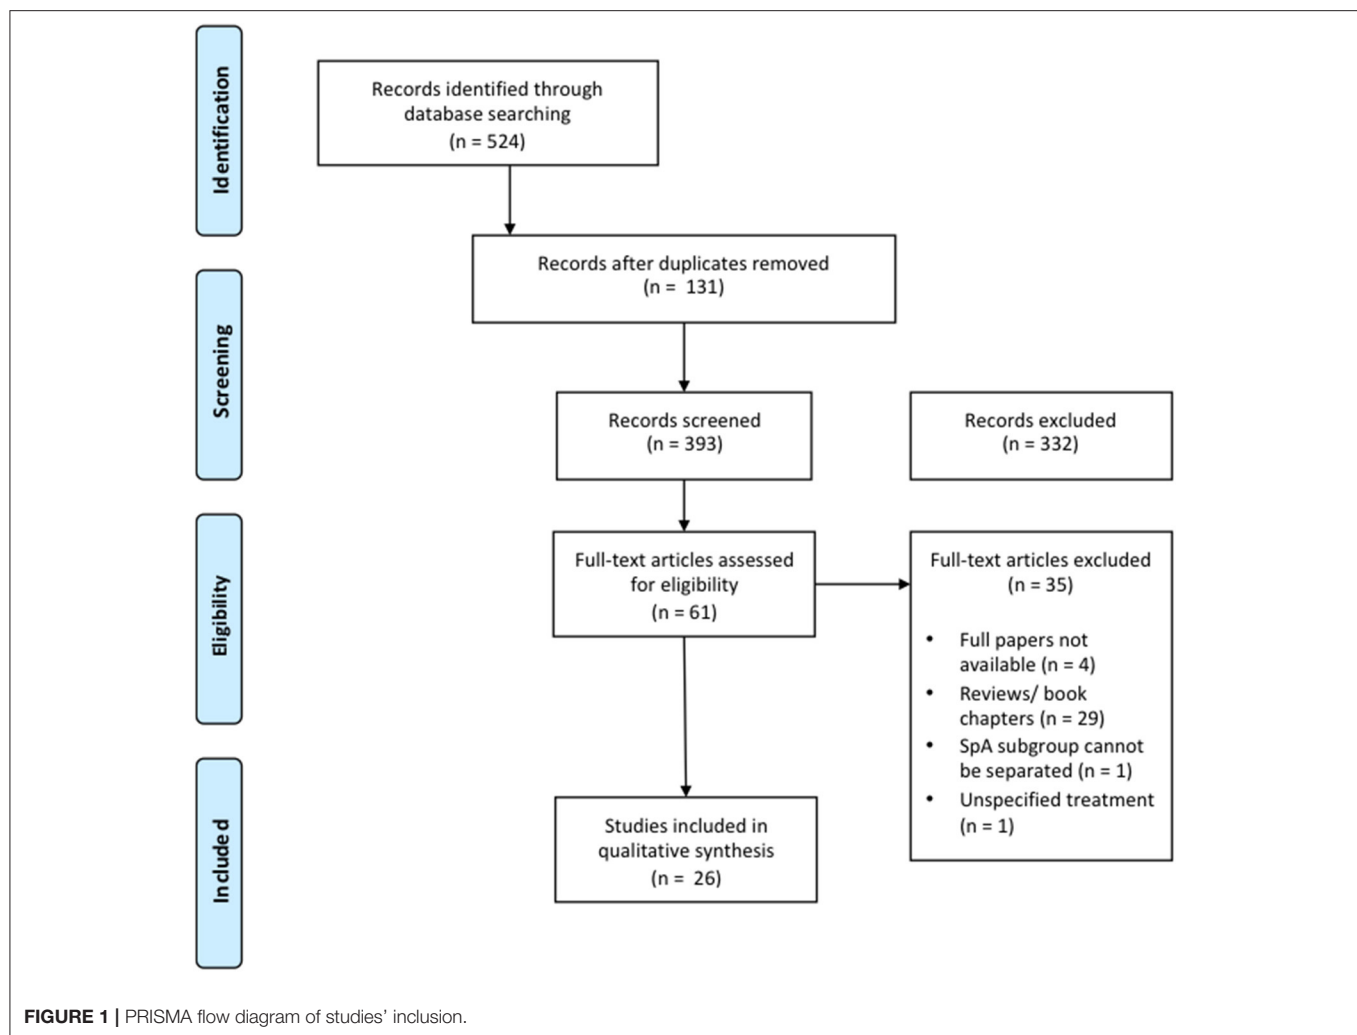 Identification
Records identified through
database searching
(n = 524)
Records after duplicates removed
(n = 131)
Screening
Records screened
(n = 393)
Records excluded
(n = 332)
Eligibility
Full-text articles assessed
for eligibility
(n = 61)
Full-text articles excluded
(n = 35)
• Full papers not
available (n = 4)
• Reviews/ book
chapters (n = 29)
• SpA subgroup cannot
be separated (n = 1)
• Unspecified treatment
(n = 1)
Included
Studies included in
qualitative synthesis
(n = 26)
FIGURE 1 | PRISMA flow diagram of studies' inclusion.